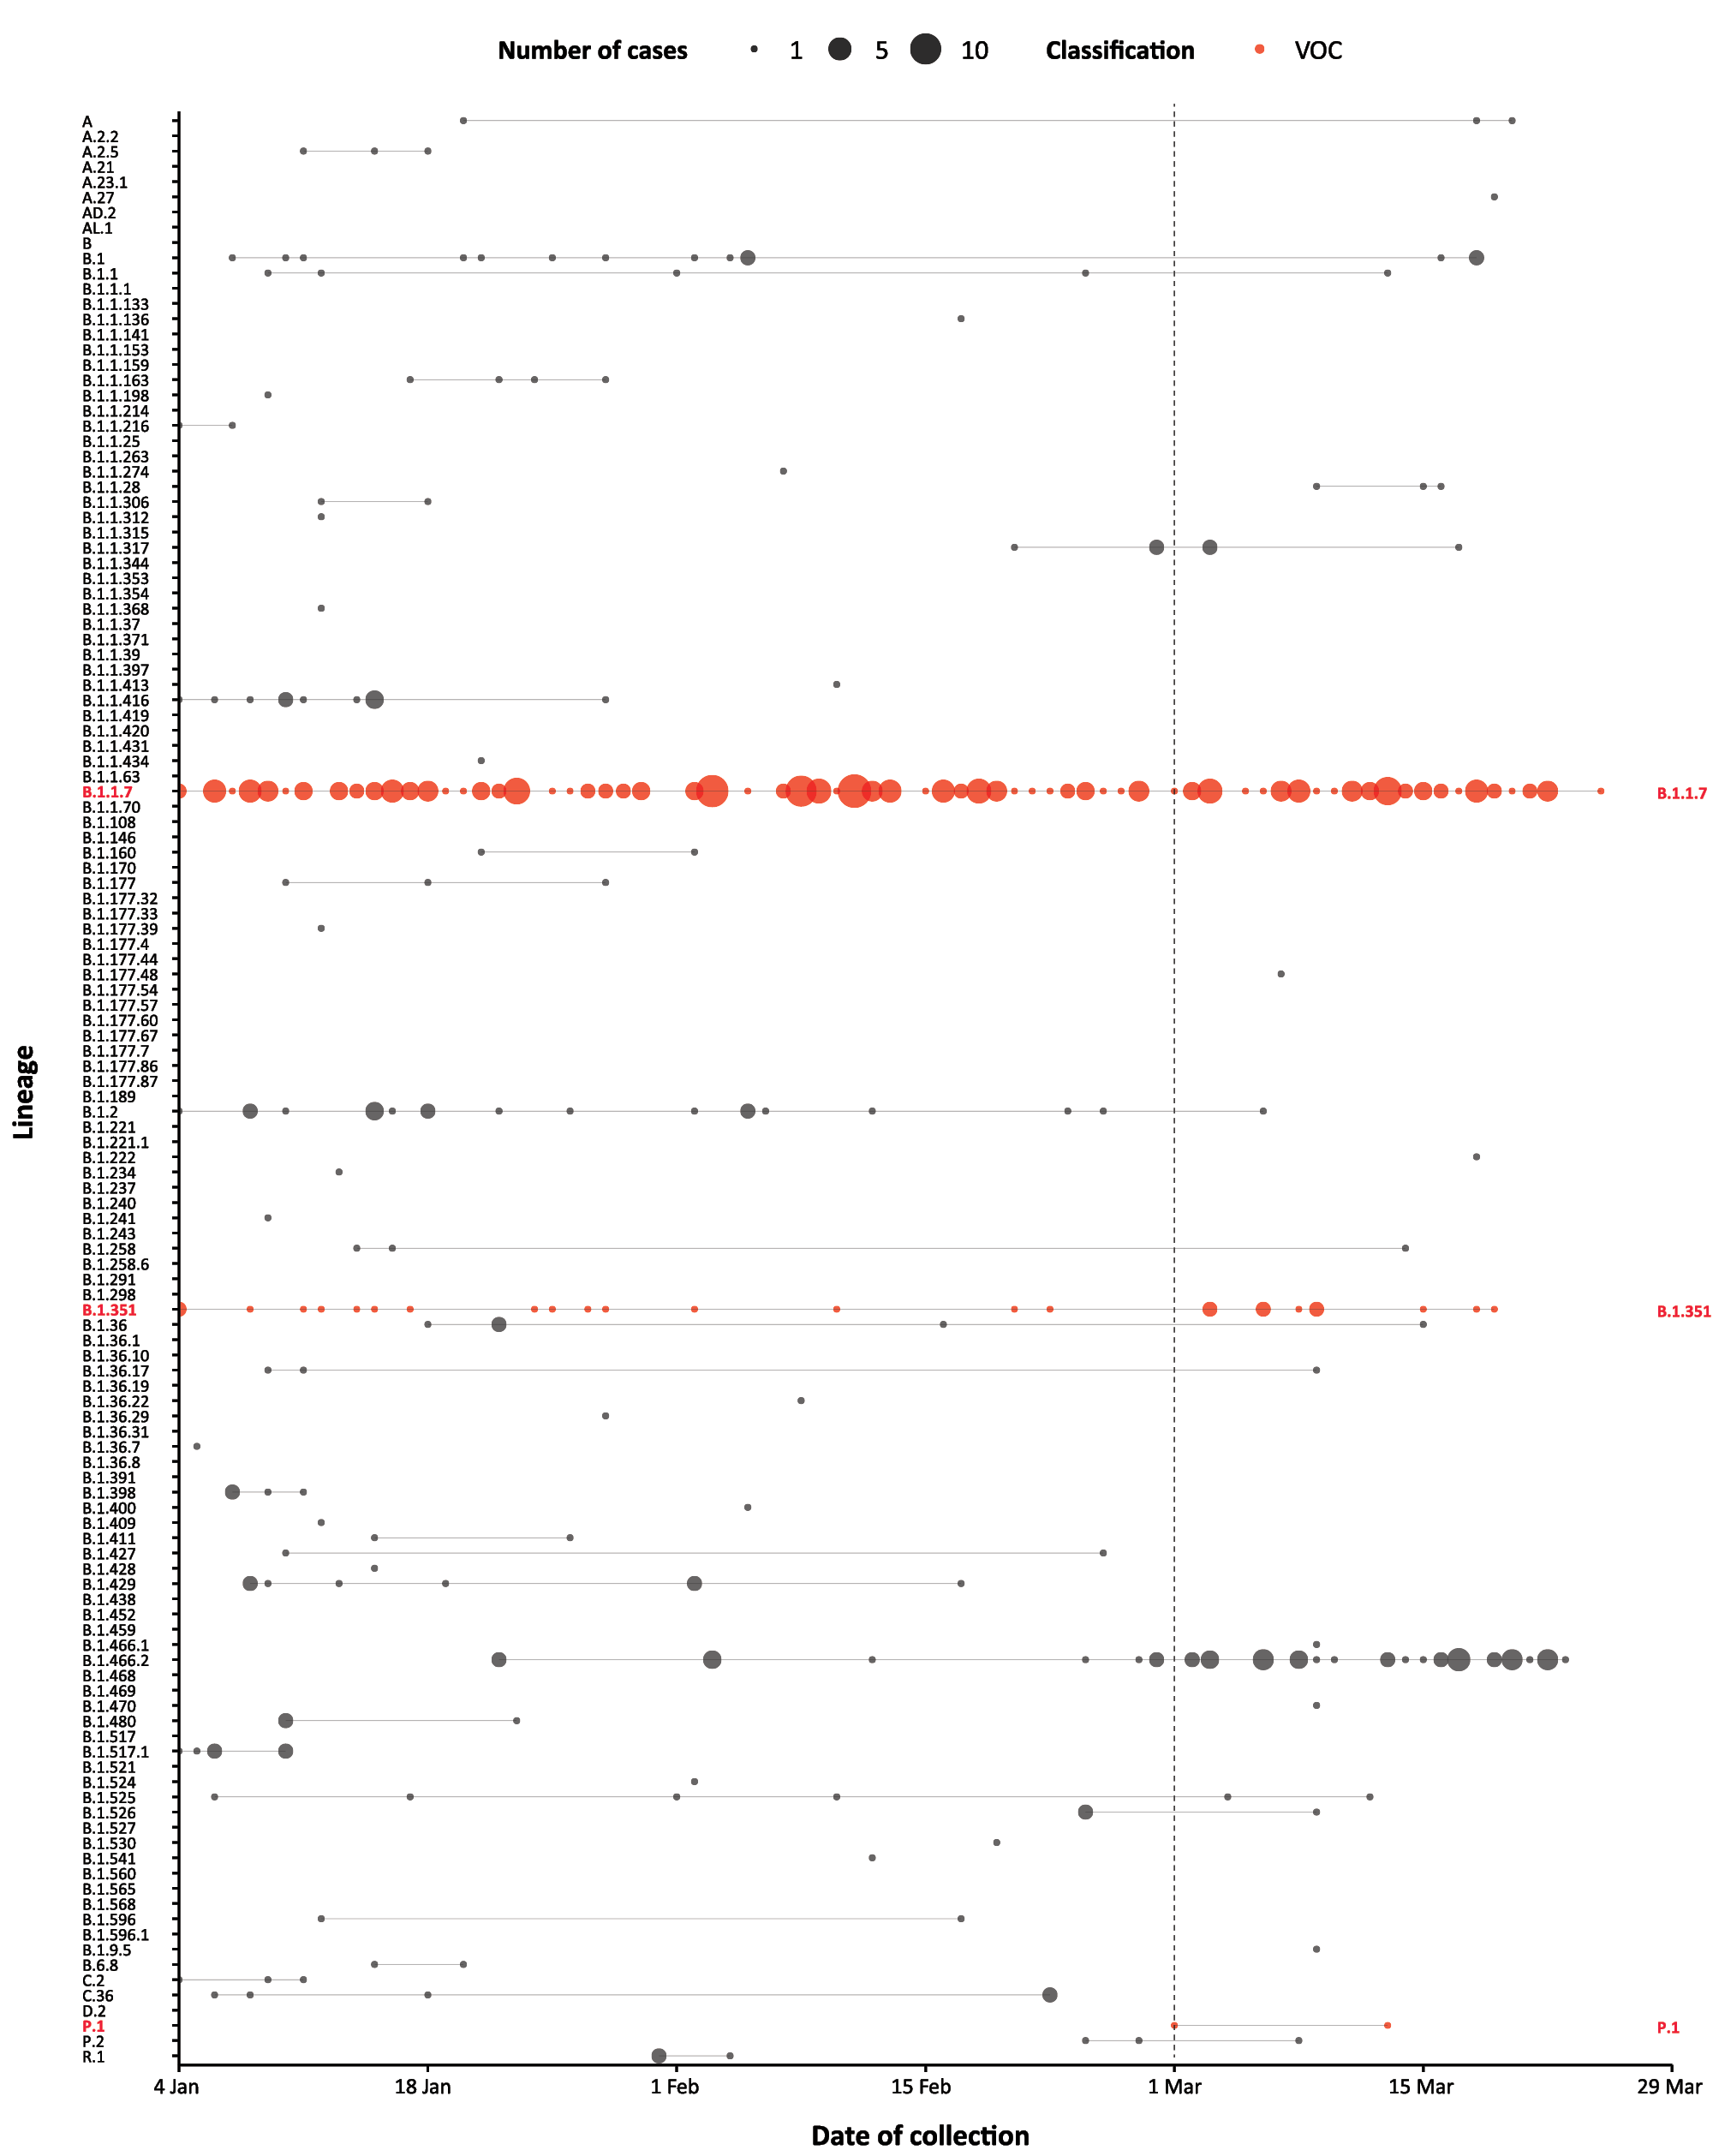 Number of cases 1 5 10 Classification VOC
A
A.2.2
A.2.5
A.21
A.23.1
A.27
AD.2
AL.1
B
B.1
B.1.1
B.1.1.1
B.1.1.133
B.1.1.136
B.1.1.141
B.1.1.153
B.1.1.159
B.1.1.163
B.1.1.198
B.1.1.214
B.1.1.216
B.1.1.25
B.1.1.263
B.1.1.274
B.1.1.28
B.1.1.306
B.1.1.312
B.1.1.315
B.1.1.317
B.1.1.344
B.1.1.353
B.1.1.354
B.1.1.368
B.1.1.37
B.1.1.371
B.1.1.39
B.1.1.397
B.1.1.413
B.1.1.416
B.1.1.419
B.1.1.420
B.1.1.431
B.1.1.434
B.1.1.63
B.1.1.7 B.1.1.7
B.1.1.70
B.1.108
B.1.146
B.1.160
B.1.170
B.1.177
B.1.177.32
B.1.177.33
B.1.177.39
B.1.177.4
B.1.177.44
B.1.177.48
B.1.177.54
B.1.177.57
B.1.177.60
B.1.177.67
B.1.177.7
B.1.177.86
B.1.177.87
B.1.189
B.1.2
B.1.221
B.1.221.1
B.1.222
B.1.234
B.1.237
B.1.240
B.1.241
B.1.243
B.1.258
B.1.258.6
B.1.291
B.1.298
B.1.351 B.1.351
B.1.36
B.1.36.1
B.1.36.10
B.1.36.17
B.1.36.19
B.1.36.22
B.1.36.29
B.1.36.31
B.1.36.7
B.1.36.8
B.1.391
B.1.398
B.1.400
B.1.409
B.1.411
B.1.427
B.1.428
B.1.429
B.1.438
B.1.452
B.1.459
B.1.466.1
B.1.466.2
B.1.468
B.1.469
B.1.470
B.1.480
B.1.517
B.1.517.1
B.1.521
B.1.524
B.1.525
B.1.526
B.1.527
B.1.530
B.1.541
B.1.560
B.1.565
B.1.568
B.1.596
B.1.596.1
B.1.9.5
B.6.8
C.2
C.36
D.2
P.1 P.1
P.2
R.1
Lineage
4 Jan 18 Jan 1 Feb 15 Feb 1 Mar 15 Mar 29 Mar
Date of collection